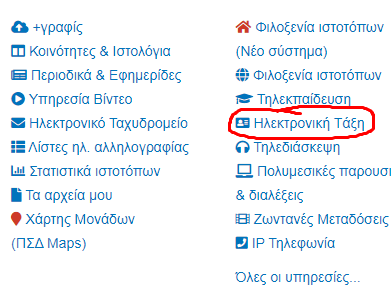 +γραφίς
Κοινότητες & Ιστολόγια
Περιοδικά & Εφημερίδες
Υπηρεσία Βίντεο
Ηλεκτρονικό Ταχυδρομείο
Λίστες ηλ. αλληλογραφίας
Στατιστικά ιστοτόπων
Τα αρχεία μου
Χάρτης Μονάδων
(ΠΣΔ Maps)
Φιλοξενία ιστοτόπων
(Νέο σύστημα)
Φιλοξενία ιστοτόπων
Τηλεκπαίδευση
Ηλεκτρονική Τάξη
Τηλεδιάσκεψη
Πολυμεσικές παρουσι
& διαλέξεις
Ζωντανές Μεταδόσεις
IP Τηλεφωνία
Όλες οι υπηρεσίες...